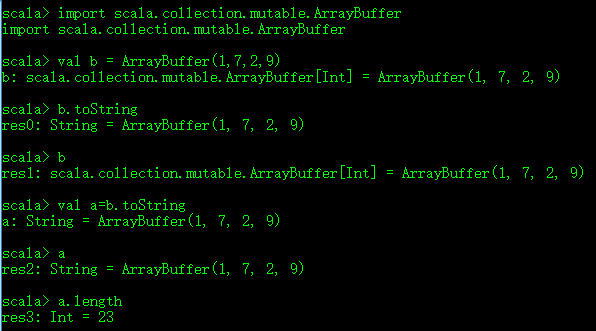 scala> import scala.collection.mutable.ArrayBuffer
import scala.collection.mutable.ArrayBuffer
scala> val b = ArrayBuffer(1,7,2,9)
b: scala.collection.mutable.ArrayBuffer[Int] = ArrayBuffer(1, 7, 2, 9)
scala> b.toString
res0: String = ArrayBuffer(1, 7, 2, 9)
scala> b
res1: scala.collection.mutable.ArrayBuffer[Int] = ArrayBuffer(1, 7, 2, 9)
scala> val a=b.toString
a: String = ArrayBuffer(1, 7, 2, 9)
scala> a
res2: String = ArrayBuffer(1, 7, 2, 9)
scala> a.length
res3: Int = 23